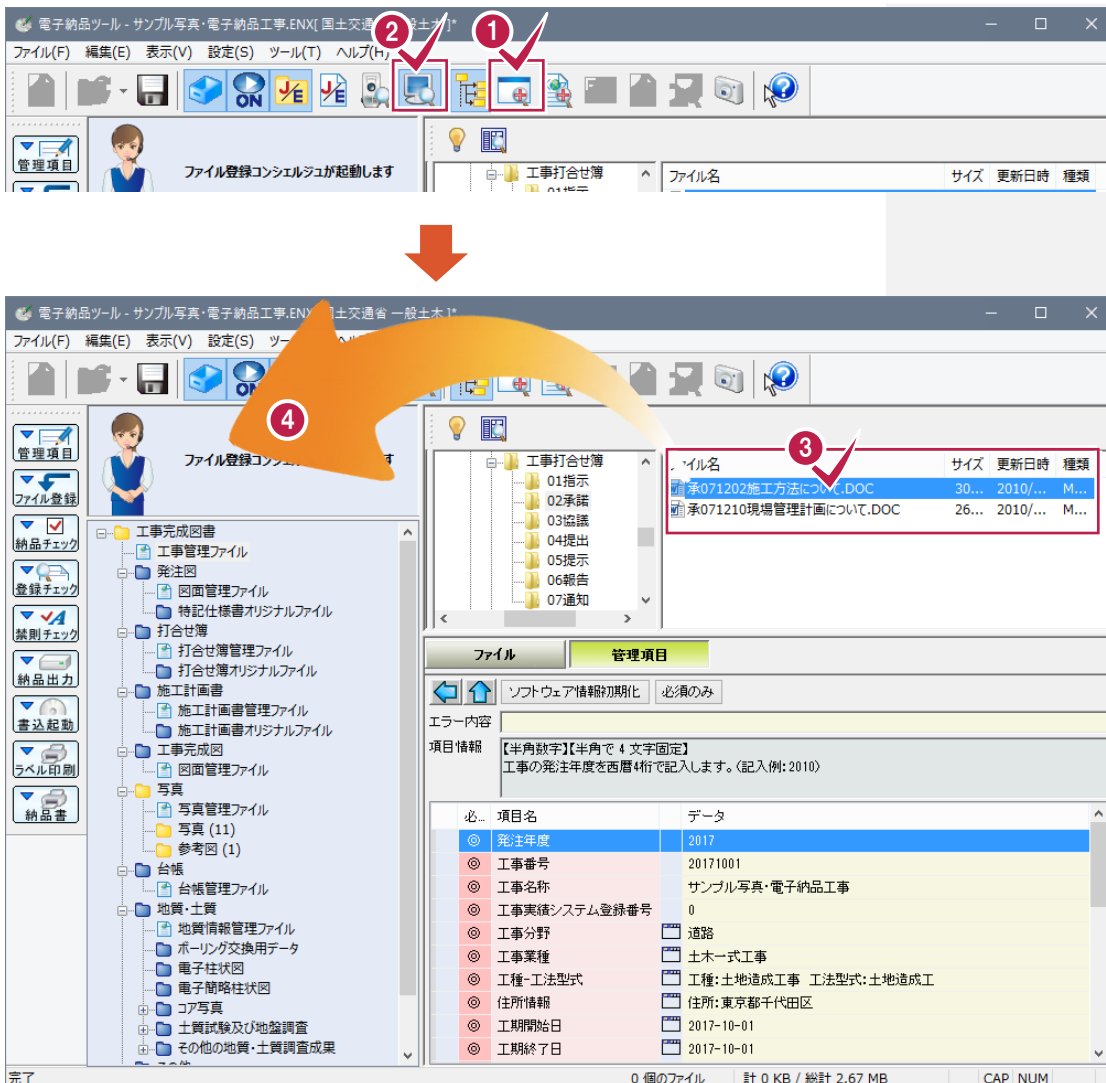 電子納品ツール - サンプル写真・電子納品工事.ENX[ 国土交通
土木 ]*
ファイル(F) 編集(E) 表示(V) 設定(S) ツール(T) ヘルプ(H)
2
1
ON
J/E
J/E
管理項目
ファイル登録コンシェルジュが起動します
工事打合せ簿
01指示
ファイル名 サイズ 更新日時 種類
電子納品ツール - サンプル写真・電子納品工事.EN
国土交通省 一般土木 ]*
ファイル(F) 編集(E) 表示(V) 設定(S) ツー
ON
4
管理項目
ファイル登録
納品チェック
登録チェック
禁則チェック
納品出力
書込起動
ラベル印刷
納品書
ファイル登録コンシ
す
工事完成図書
工事管理ファイル
発注図
図面管理ファイル
特記仕様書オリジナルファイル
打合せ簿
打合せ簿管理ファイル
打合せ簿オリジナルファイル
施工計画書
施工計画書管理ファイル
施工計画書オリジナルファイル
工事完成図
図面管理ファイル
写真
写真管理ファイル
写真 (11)
参考図 (1)
台帳
台帳管理ファイル
地質・土質
地質情報管理ファイル
ボーリング交換用データ
電子柱状図
電子簡略柱状図
コア写真
土質試験及び地盤調査
その他の地質・土質調査成果
工事打合せ簿
01指示
02承諾
03協議
04提出
05提示
06報告
07通知
3
イル名 サイズ 更新日時 種類
承071202施工方法について.DOC 30... 2010/... M...
承071210現場管理計画について.DOC 26... 2010/... M...
ファイル 管理項目
ソフトウェア情報初期化 必須のみ
エラー内容
項目情報
【半角数字】【半角で 4 文字固定】
工事の発注年度を西暦4桁で記入します。(記入例:2010)
必... 項目名 データ
◎ 発注年度 2017
◎ 工事番号 20171001
◎ 工事名称 サンプル写真・電子納品工事
◎ 工事実績システム登録番号 0
◎ 工事分野 道路
◎ 工事業種 土木一式工事
◎ 工種-工法型式 工種:土地造成工事 工法型式:土地造成工
◎ 住所情報 住所:東京都千代田区
◎ 工期開始日 2017-10-01
◎ 工期終了日 2017-10-01
完了 0 個のファイル 計 0 KB / 総計 2.67 MB CAP NUM